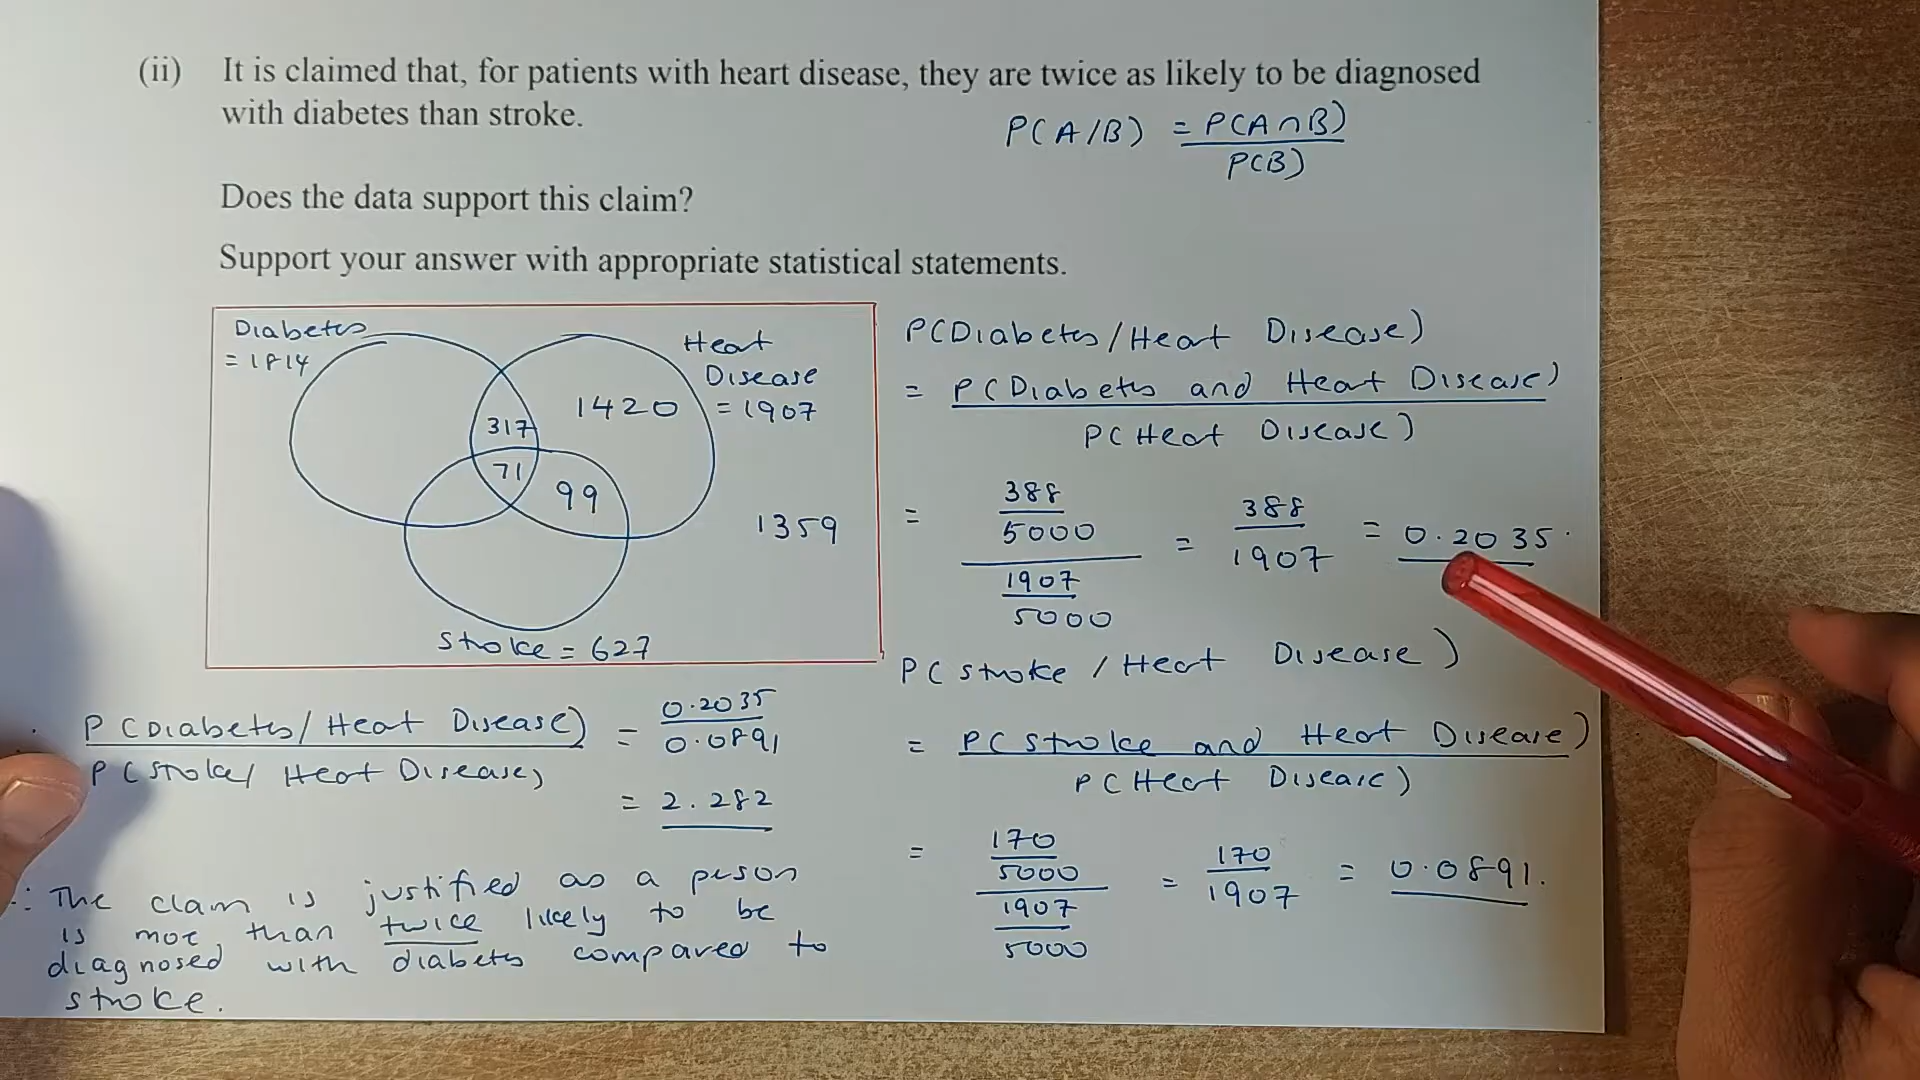 (ii) It is claimed that, for patients with heart disease, they are twice as likely to be diagnosed
with diabetes than stroke.
P(A/B) = P(A∩B)
P(B)
Does the data support this claim?
Support your answer with appropriate statistical statements.
Diabetes
= 1814
Heart
Disease
= 1907
1420
317
71
99
1359
Stroke = 627
P(Diabetes/Heart Disease)
= P(Diabetes and Heart Disease)
P(Heart Disease)
= 388
5000
1907
5000
= 388
1907
= 0.2035
P(Stroke / Heart Disease)
= P(Stroke and Heart Disease)
P(Heart Disease)
= 170
5000
1907
5000
= 170
1907
= 0.0891.
P(Diabetes/Heart Disease) = 0.2035
P(Stroke/ Heart Disease) 0.0891
= 2.282
∴ The claim is justified as a person
is more than twice likely to be
diagnosed with diabetes compared to
stroke.